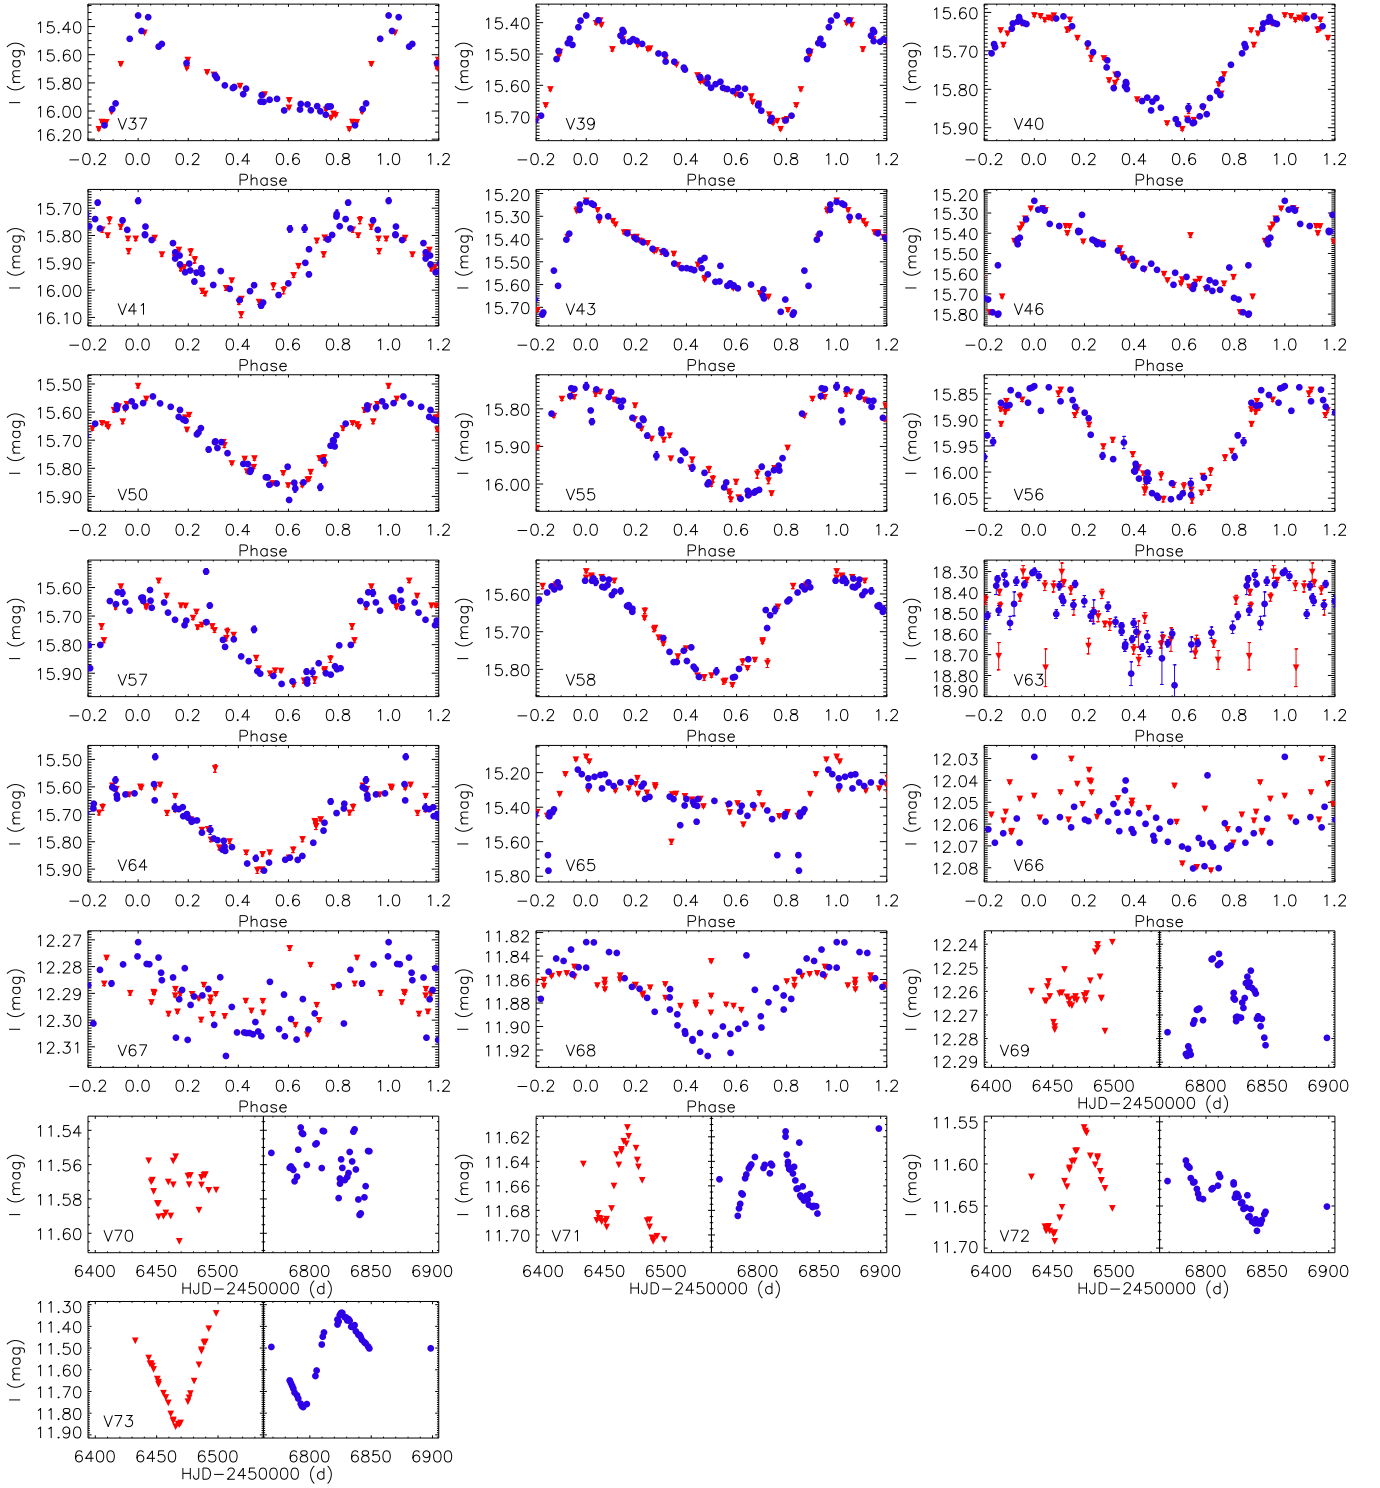 I (mag)
15.40
15.60
15.80
16.00
16.20
V37
−0.2 0.0 0.2 0.4 0.6 0.8 1.0 1.2
Phase
I (mag)
15.40
15.50
15.60
15.70
V39
−0.2 0.0 0.2 0.4 0.6 0.8 1.0 1.2
Phase
I (mag)
15.60
15.70
15.80
15.90
V40
−0.2 0.0 0.2 0.4 0.6 0.8 1.0 1.2
Phase
I (mag)
15.70
15.80
15.90
16.00
16.10
V41
−0.2 0.0 0.2 0.4 0.6 0.8 1.0 1.2
Phase
I (mag)
15.20
15.30
15.40
15.50
15.60
15.70
V43
−0.2 0.0 0.2 0.4 0.6 0.8 1.0 1.2
Phase
I (mag)
15.20
15.30
15.40
15.50
15.60
15.70
15.80
V46
−0.2 0.0 0.2 0.4 0.6 0.8 1.0 1.2
Phase
I (mag)
15.50
15.60
15.70
15.80
15.90
V50
−0.2 0.0 0.2 0.4 0.6 0.8 1.0 1.2
Phase
I (mag)
15.80
15.90
16.00
V55
−0.2 0.0 0.2 0.4 0.6 0.8 1.0 1.2
Phase
I (mag)
15.85
15.90
15.95
16.00
16.05
V56
−0.2 0.0 0.2 0.4 0.6 0.8 1.0 1.2
Phase
I (mag)
15.60
15.70
15.80
15.90
V57
−0.2 0.0 0.2 0.4 0.6 0.8 1.0 1.2
Phase
I (mag)
15.60
15.70
15.80
V58
−0.2 0.0 0.2 0.4 0.6 0.8 1.0 1.2
Phase
I (mag)
18.30
18.40
18.50
18.60
18.70
18.80
18.90
V63
−0.2 0.0 0.2 0.4 0.6 0.8 1.0 1.2
Phase
I (mag)
15.50
15.60
15.70
15.80
15.90
V64
−0.2 0.0 0.2 0.4 0.6 0.8 1.0 1.2
Phase
I (mag)
15.20
15.40
15.60
15.80
V65
−0.2 0.0 0.2 0.4 0.6 0.8 1.0 1.2
Phase
I (mag)
12.03
12.05
12.06
12.08
V66
−0.2 0.0 0.2 0.4 0.6 0.8 1.0 1.2
Phase
I (mag)
12.27
12.28
12.29
12.30
12.31
V67
−0.2 0.0 0.2 0.4 0.6 0.8 1.0 1.2
Phase
I (mag)
11.82
11.84
11.86
11.88
11.90
11.92
V68
−0.2 0.0 0.2 0.4 0.6 0.8 1.0 1.2
Phase
I (mag)
12.24
12.25
12.26
12.27
12.28
12.29
V69
6400 6450 6500 6800 6850 6900
HJD−2450000 (d)
I (mag)
11.54
11.56
11.58
11.60
V70
6400 6450 6500 6800 6850 6900
HJD−2450000 (d)
I (mag)
11.62
11.64
11.66
11.68
11.70
V71
6400 6450 6500 6800 6850 6900
HJD−2450000 (d)
I (mag)
11.55
11.60
11.65
11.70
V72
6400 6450 6500 6800 6850 6900
HJD−2450000 (d)
I (mag)
11.30
11.40
11.50
11.60
11.70
11.80
11.90
V73
6400 6450 6500 6800 6850 6900
HJD−2450000 (d)